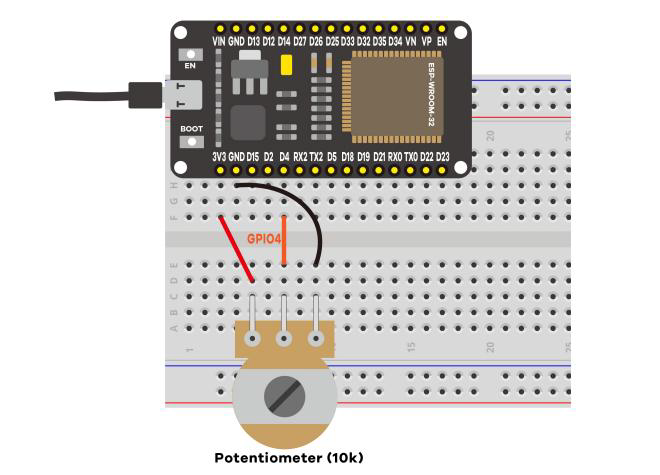 VIN GND D13 D12 D14 D27 D26 D25 D33 D32 D35 D34 VN VP EN
EN
ESP-WROOM-32
BOOT
3V3 GND D15 D2 D4 RX2 TX2 D5 D18 D19 D21 RX0 TX0 D22 D23
20
25
H
G
F
GPIO4
E
D
C
B
A
1
15
20
25
Potentiometer (10k)